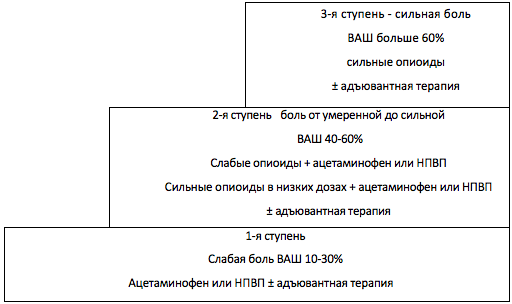 3-я ступень - сильная боль
ВАШ больше 60%
сильные опиоиды
± адъювантная терапия
2-я ступень боль от умеренной до сильной
ВАШ 40-60%
Слабые опиоиды + ацетаминофен или НПВП
Сильные опиоиды в низких дозах + ацетаминофен или НПВП
± адъювантная терапия
1-я ступень
Слабая боль ВАШ 10-30%
Ацетаминофен или НПВП ± адъювантная терапия